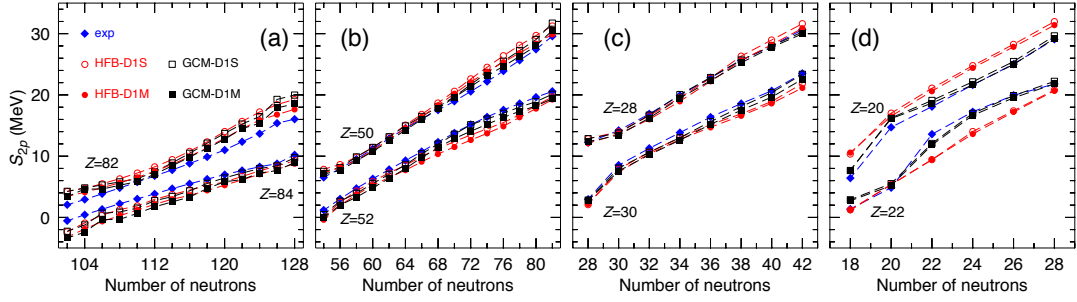 S2p (MeV)
30
20
10
0
exp
HFB-D1S
HFB-D1M
GCM-D1S
GCM-D1M
(a)
Z=82
Z=84
104 112 120 128
Number of neutrons
(b)
Z=50
Z=52
56 60 64 68 72 76 80
Number of neutrons
(c)
Z=28
Z=30
28 30 32 34 36 38 40 42
Number of neutrons
(d)
Z=20
Z=22
18 20 22 24 26 28
Number of neutrons